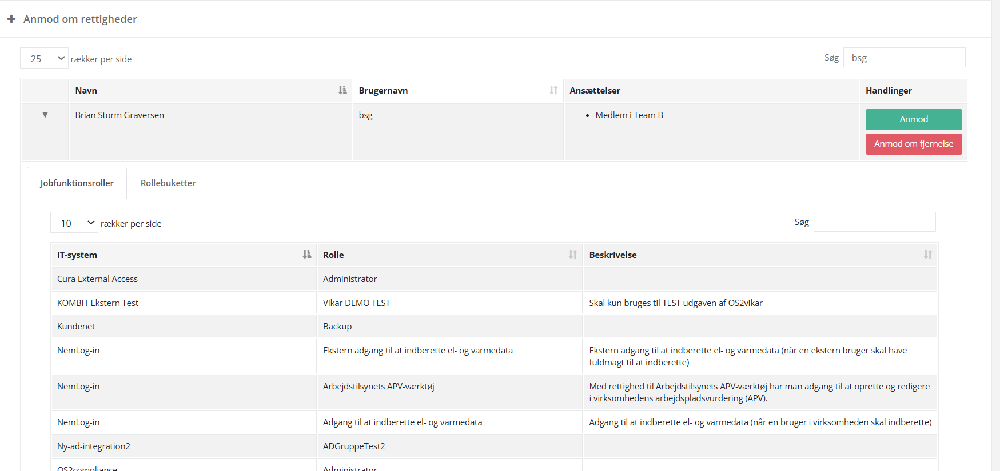 Anmod om rettigheder
25 rækker per side
Søg bsg
Navn Brugernavn Ansættelser Handlinger
Brian Storm Graversen bsg • Medlem i Team B Anmod
Anmod om fjernelse
Jobfunktionsroller Rollebuketter
10 rækker per side
Søg
IT-system Rolle Beskrivelse
Cura External Access Administrator
KOMBIT Ekstern Test Vikar DEMO TEST Skal kun bruges til TEST udgaven af OS2vikar
Kundenet Backup
NemLog-in Ekstern adgang til at indberette el- og varmedata Ekstern adgang til at indberette el- og varmedata (når en ekstern bruger skal have
fuldmagt til at indberette)
NemLog-in Arbejdstilsynets APV-værktøj Med rettighed til Arbejdstilsynets APV-værktøj har man adgang til at oprette og redigere
i virksomhedens arbejdspladsvurdering (APV).
NemLog-in Adgang til at indberette el- og varmedata Adgang til at indberette el- og varmedata (når en bruger i virksomheden skal indberette)
Ny-ad-integration2 ADGruppeTest2
OS2compliance Administrator